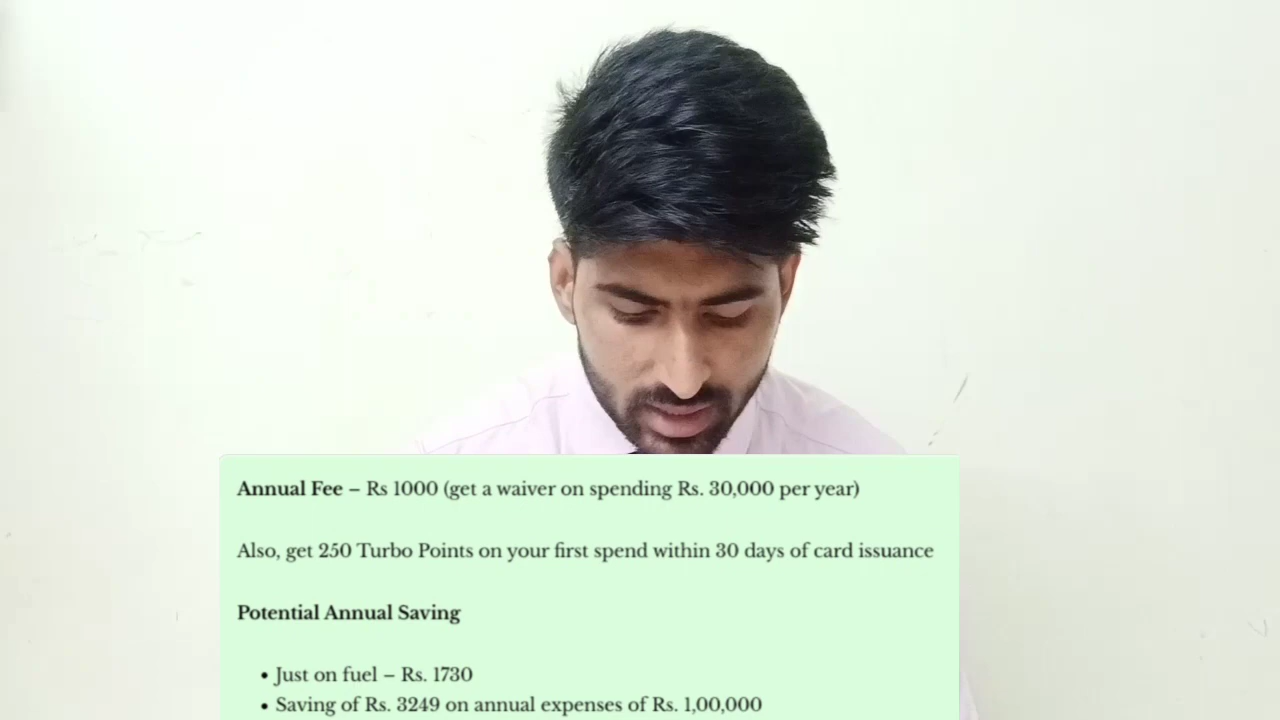 Annual Fee – Rs 1000 (get a waiver on spending Rs. 30,000 per year)
Also, get 250 Turbo Points on your first spend within 30 days of card issuance
Potential Annual Saving
• Just on fuel – Rs. 1730
• Saving of Rs. 3249 on annual expenses of Rs. 1,00,000